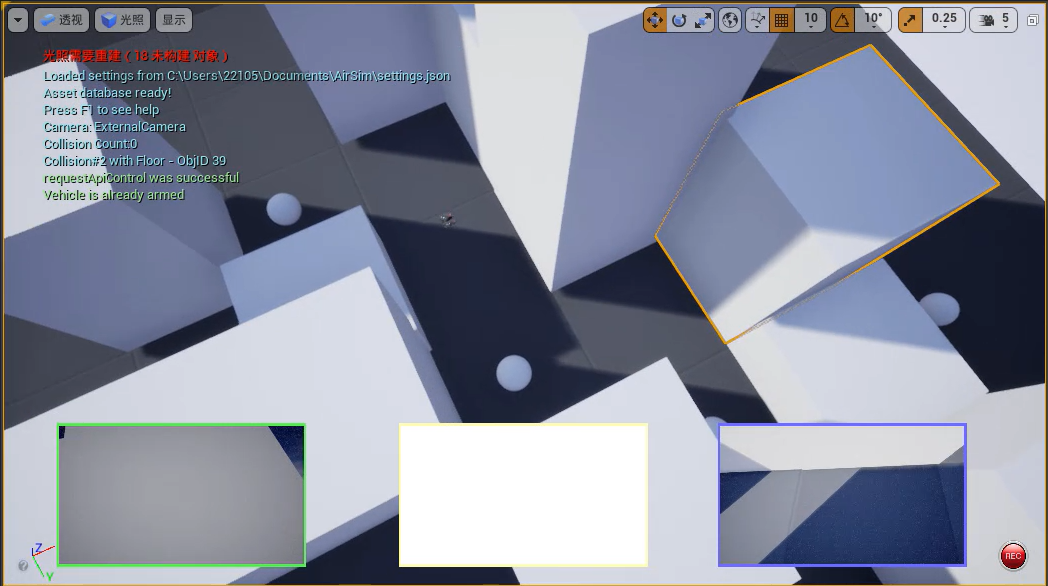 透视 光照 显示 10 10° 0.25 5
光照需要重建 ( 18 未构建 对象 )
Loaded settings from C:\Users\22105\Documents\AirSim\settings.json
Asset database ready!
Press F1 to see help
Camera: ExternalCamera
Collision Count:0
Collision#2 with Floor - ObjID 39
requestApiControl was successful
Vehicle is already armed
Z
Y
? REC